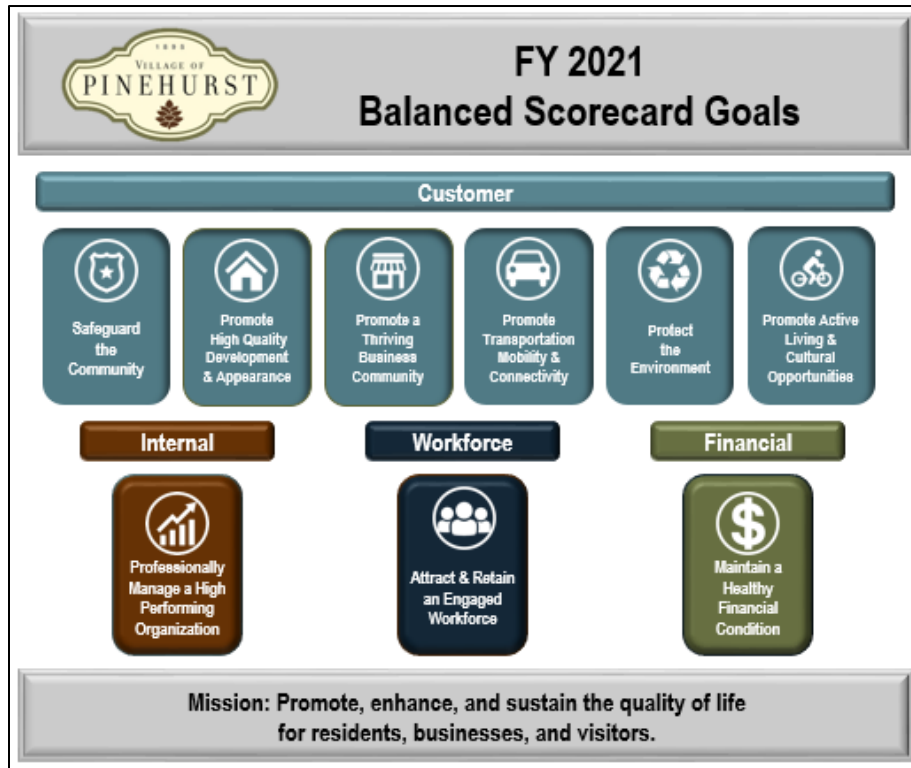 1895
VILLAGE OF
PINEHURST
FY 2021
Balanced Scorecard Goals
Customer
Safeguard
the
Community
Promote
High Quality
Development
& Appearance
Promote a
Thriving
Business
Community
Promote
Transportation
Mobility &
Connectivity
Protect
the
Environment
Promote Active
Living &
Cultural
Opportunities
Internal
Workforce
Financial
Professionally
Manage a High
Performing
Organization
Attract & Retain
an Engaged
Workforce
Maintain a
Healthy
Financial
Condition
Mission: Promote, enhance, and sustain the quality of life
for residents, businesses, and visitors.